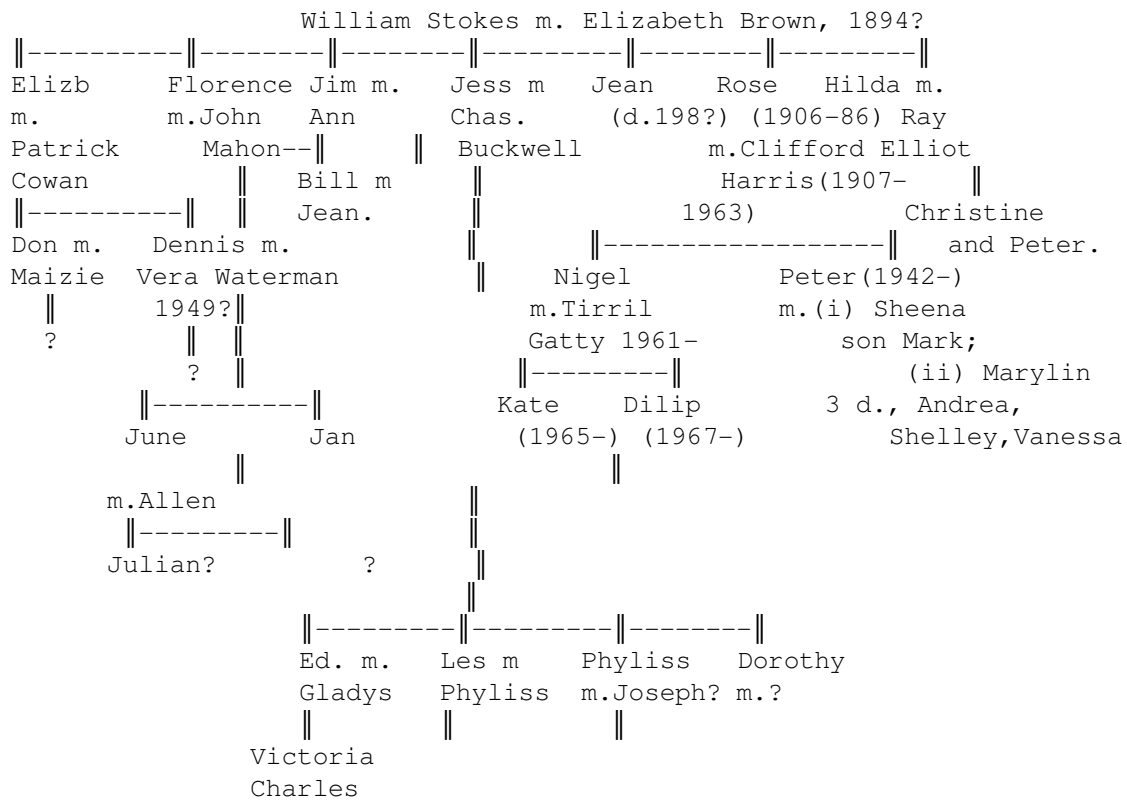 William Stokes m. Elizabeth Brown, 1894?
║----------║--------║--------║---------║--------║---------║
Elizb Florence Jim m. Jess m Jean Rose Hilda m.
m. m.John Ann Chas. (d.198?) (1906-86) Ray
Patrick Mahon--║ ║ Buckwell m.Clifford Elliot
Cowan ║ Bill m ║ Harris(1907- ║
║----------║ ║ Jean. ║ 1963) Christine
Don m. Dennis m. ║ ║------------------║ and Peter.
Maizie Vera Waterman ║ Nigel Peter(1942-)
║ 1949?║ m.Tirril m.(i) Sheena
? ║ ║ Gatty 1961- son Mark;
? ║ ║---------║ (ii) Marylin
║----------║ Kate Dilip 3 d., Andrea,
June Jan (1965-) (1967-) Shelley,Vanessa
║ ║
m.Allen ║
║---------║ ║
Julian? ? ║
║
║---------║---------║--------║
Ed. m. Les m Phyliss Dorothy
Gladys Phyliss m.Joseph? m.?
║ ║ ║
Victoria
Charles